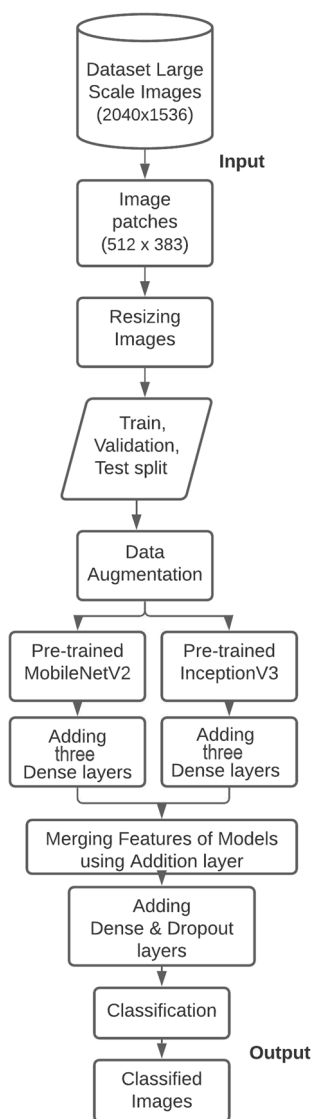 Dataset Large
Scale Images
(2040x1536)
Input
Image
patches
(512 x 383)
Resizing
Images
Train,
Validation,
Test split
Data
Augmentation
Pre-trained
MobileNetV2
Pre-trained
InceptionV3
Adding
three
Dense layers
Adding
three
Dense layers
Merging Features of Models
using Addition layer
Adding
Dense & Dropout
layers
Classification
Output
Classified
Images